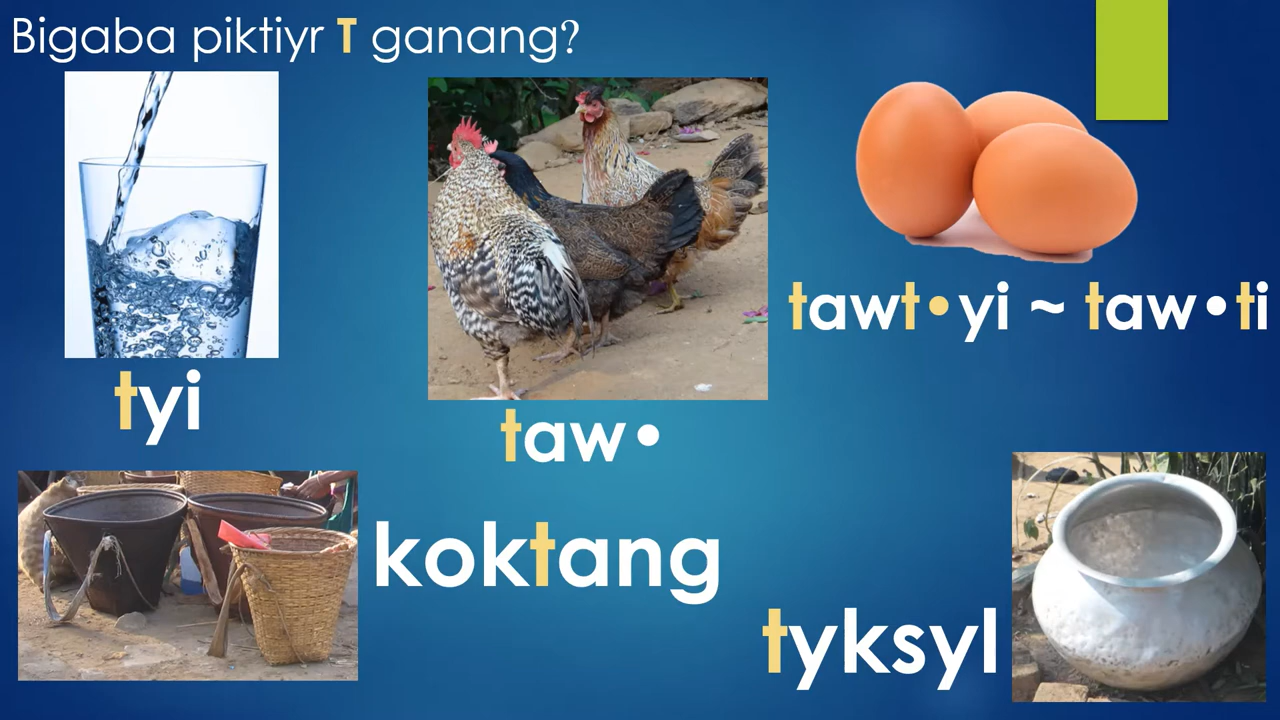 Bigaba piktiyr T ganang?
tyi
taw•
tawt•yi ~ taw•ti
koktang
tyksyl